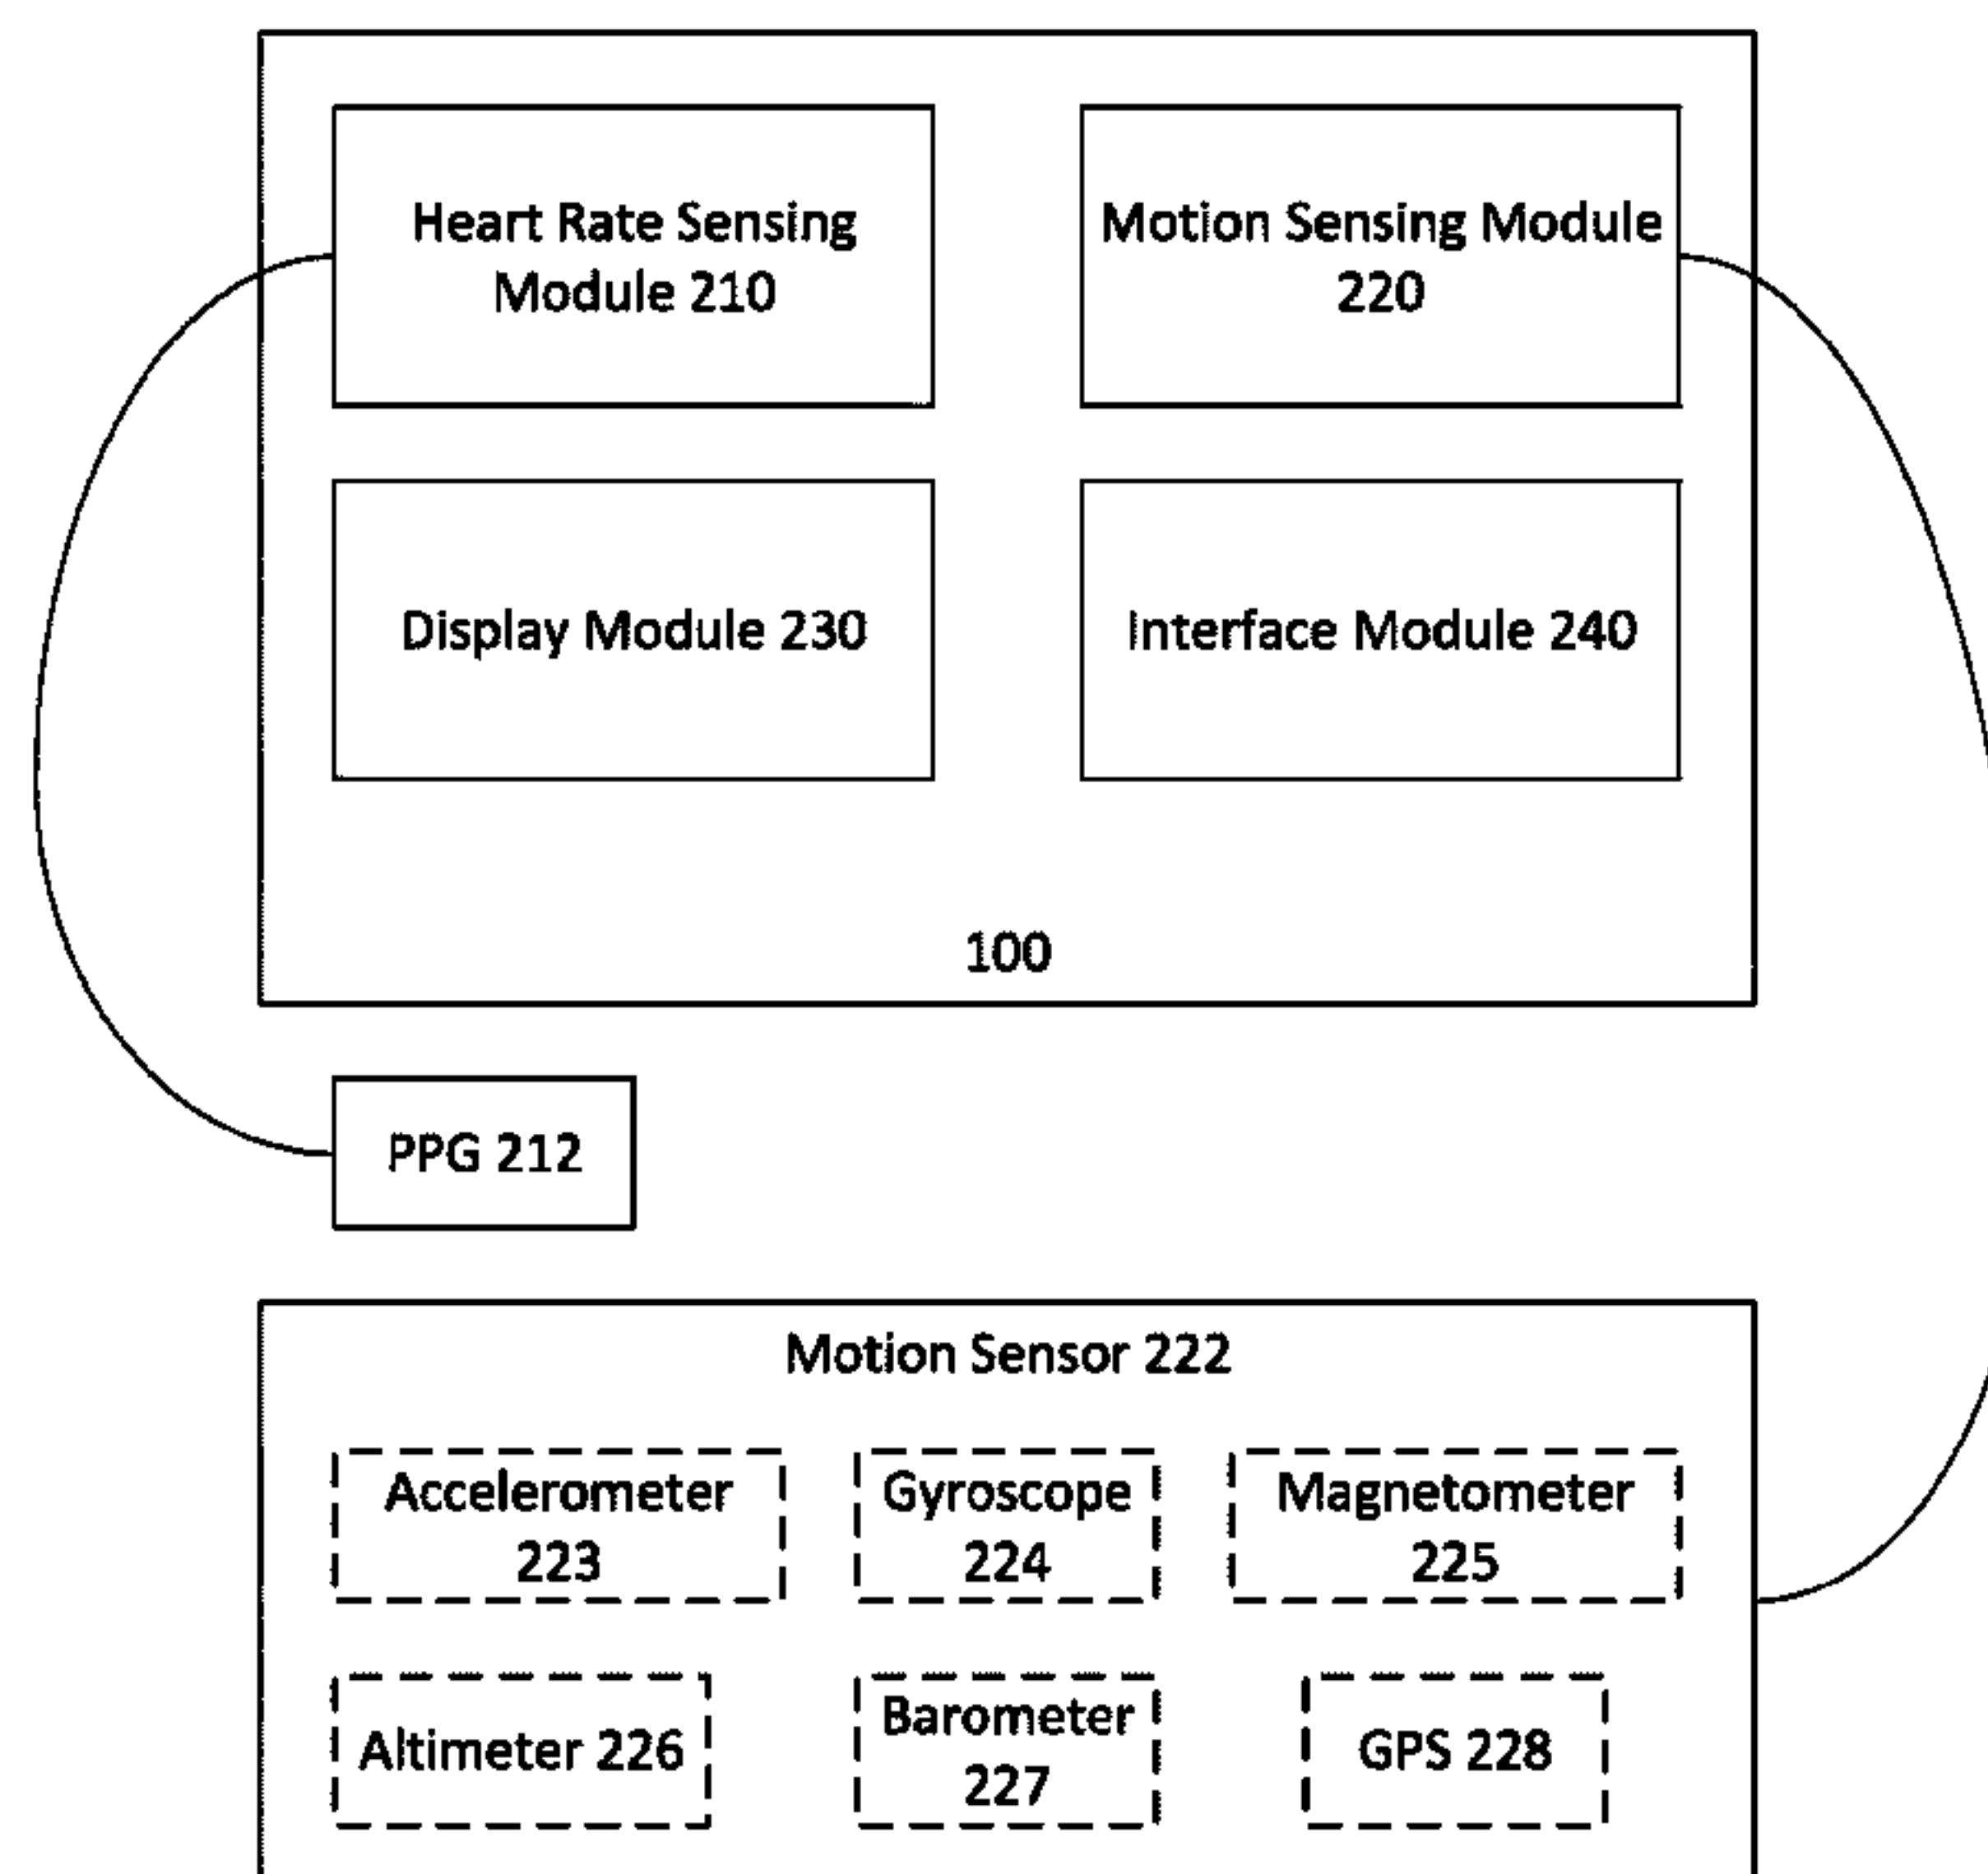 Heart Rate Sensing
Module 210
Motion Sensing Module
220
Display Module 230
Interface Module 240
100
PPG 212
Motion Sensor 222
Accelerometer
223
Gyroscope
224
Magnetometer
225
Altimeter 226
Barometer
227
GPS 228